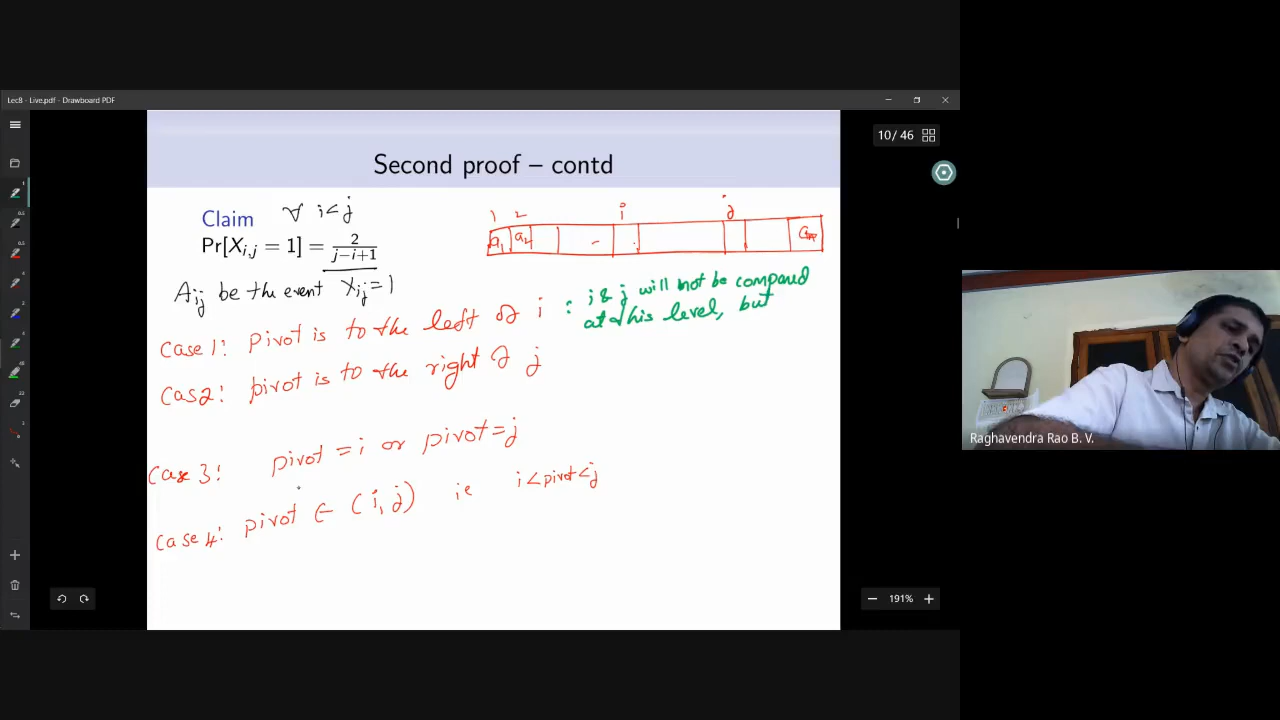 Lec8 - Live.pdf - Drawboard PDF
10 / 46
Second proof – contd
Claim ∀ i<j
Pr[X_{i,j} = 1] = 2/(j−i+1)
A_{ij} be the event X_{ij}=1
1 2 i j
a_1 a_2
Case 1: pivot is to the left of i : i & j will not be compared
at this level, but
Cas2: pivot is to the right of j
Case 3: pivot = i or pivot = j
Case 4: pivot ∈ (i,j) ie i<pivot<j
191%
Raghavendra Rao B. V.